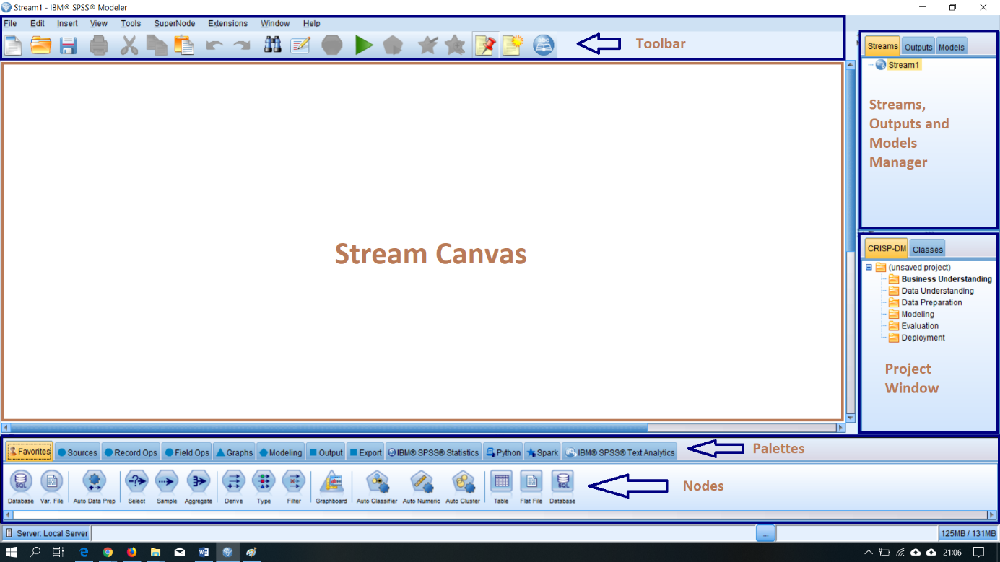 Stream1 - IBM® SPSS® Modeler
File Edit Insert View Tools SuperNode Extensions Window Help
abc
Toolbar
Streams Outputs Models
Stream1
Streams,
Outputs and
Models
Manager
Stream Canvas
CRISP-DM Classes
(unsaved project)
Business Understanding
Data Understanding
Data Preparation
Modeling
Evaluation
Deployment
Project
Window
Favorites Sources Record Ops Field Ops Graphs Modeling Output Export IBM® SPSS® Statistics Python Spark IBM® SPSS® Text Analytics
Palettes
SQL
SQL
Nodes
Database Var. File Auto Data Prep Select Sample Aggregate Derive Type Filter Graphboard Auto Classifier Auto Numeric Auto Cluster Table Flat File Database
Server: Local Server
...
125MB / 131MB
21:06